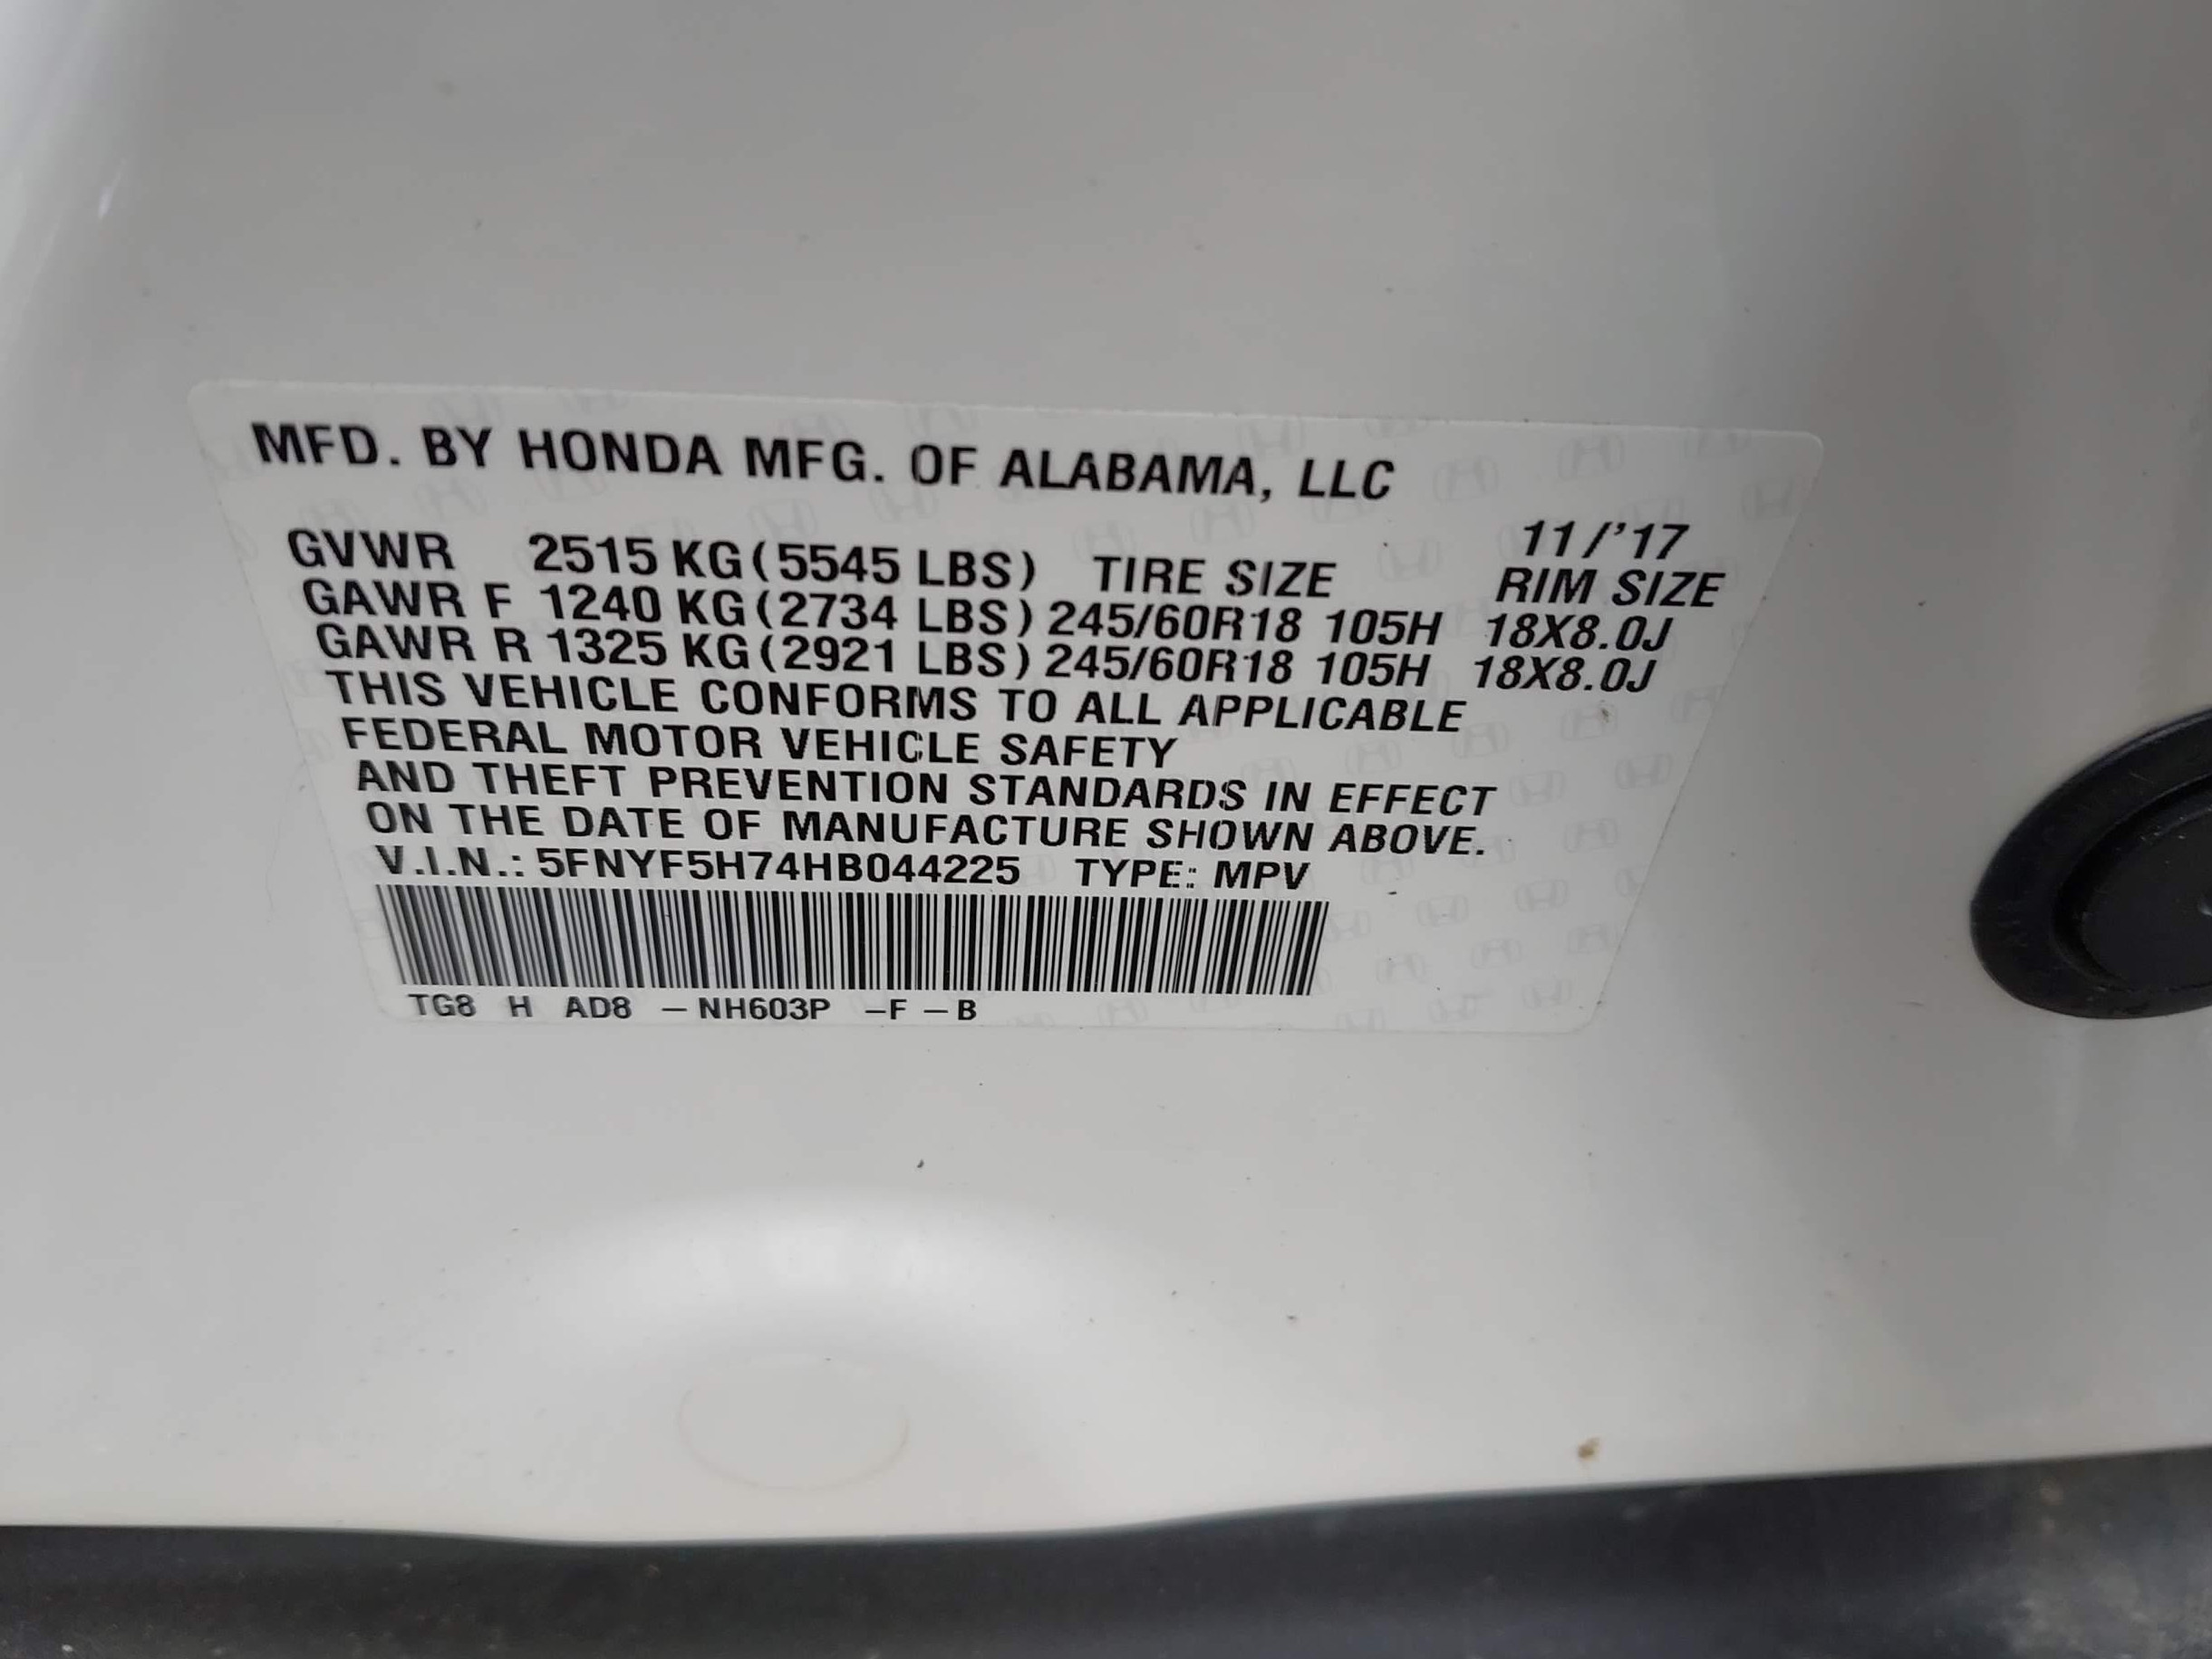 MFD. BY HONDA MFG. OF ALABAMA, LLC
11/'17
GVWR 2515 KG (5545 LBS) TIRE SIZE RIM SIZE
GAWR F 1240 KG (2734 LBS) 245/60R18 105H 18X8.0J
GAWR R 1325 KG (2921 LBS) 245/60R18 105H 18X8.0J
THIS VEHICLE CONFORMS TO ALL APPLICABLE
FEDERAL MOTOR VEHICLE SAFETY
AND THEFT PREVENTION STANDARDS IN EFFECT
ON THE DATE OF MANUFACTURE SHOWN ABOVE.
V.I.N.: 5FNYF5H74HB044225 TYPE: MPV
TG8 H AD8 – NH603P –F – B